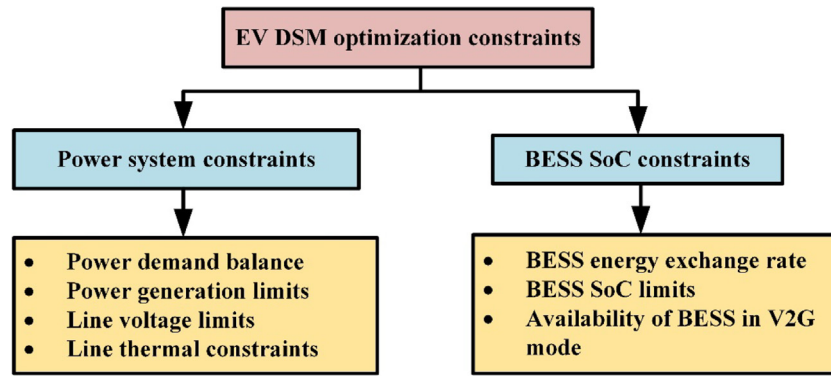 EV DSM optimization constraints
Power system constraints
BESS SoC constraints
• Power demand balance
• Power generation limits
• Line voltage limits
• Line thermal constraints
• BESS energy exchange rate
• BESS SoC limits
• Availability of BESS in V2G
mode